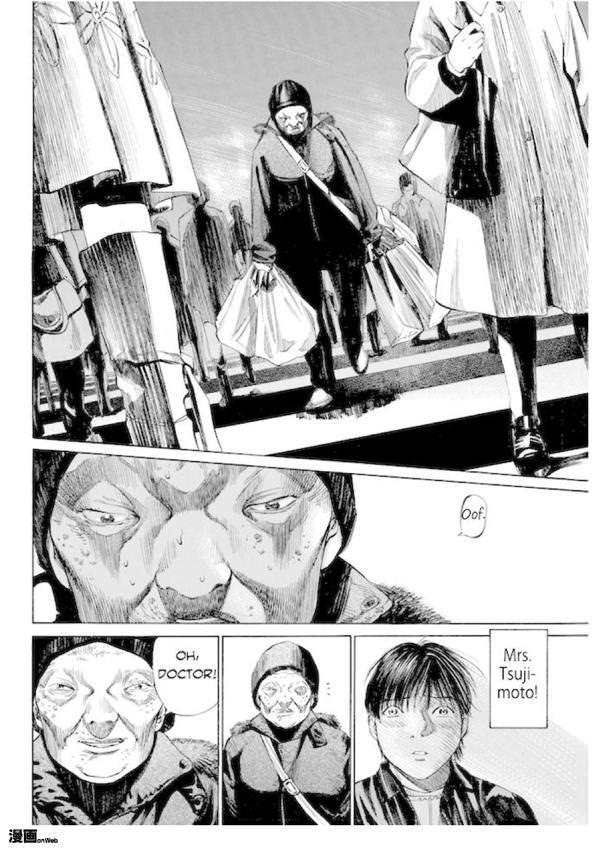 Oof.
Mrs.
Tsuji-
moto!
OH,
DOCTOR!
漫画onWeb